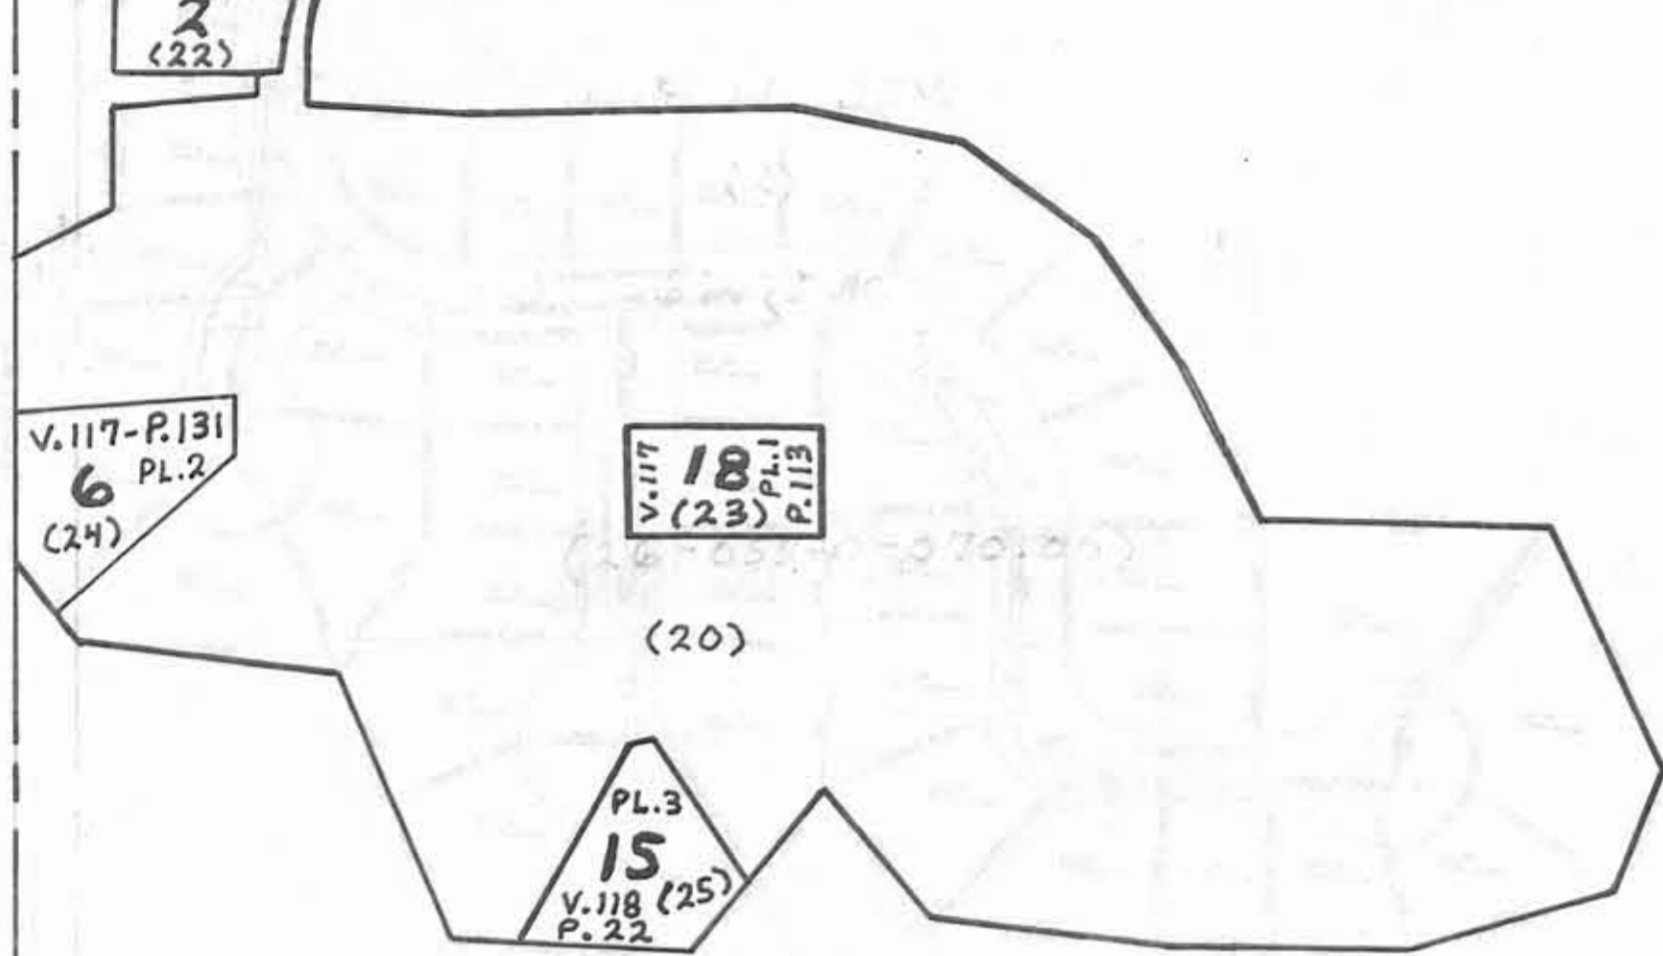 2
(22)
V.117-P.131
6 PL.2
(24)
V.117
18
(23)
PL.1
P.113
(20)
PL.3
15
V.118 (25)
P.22